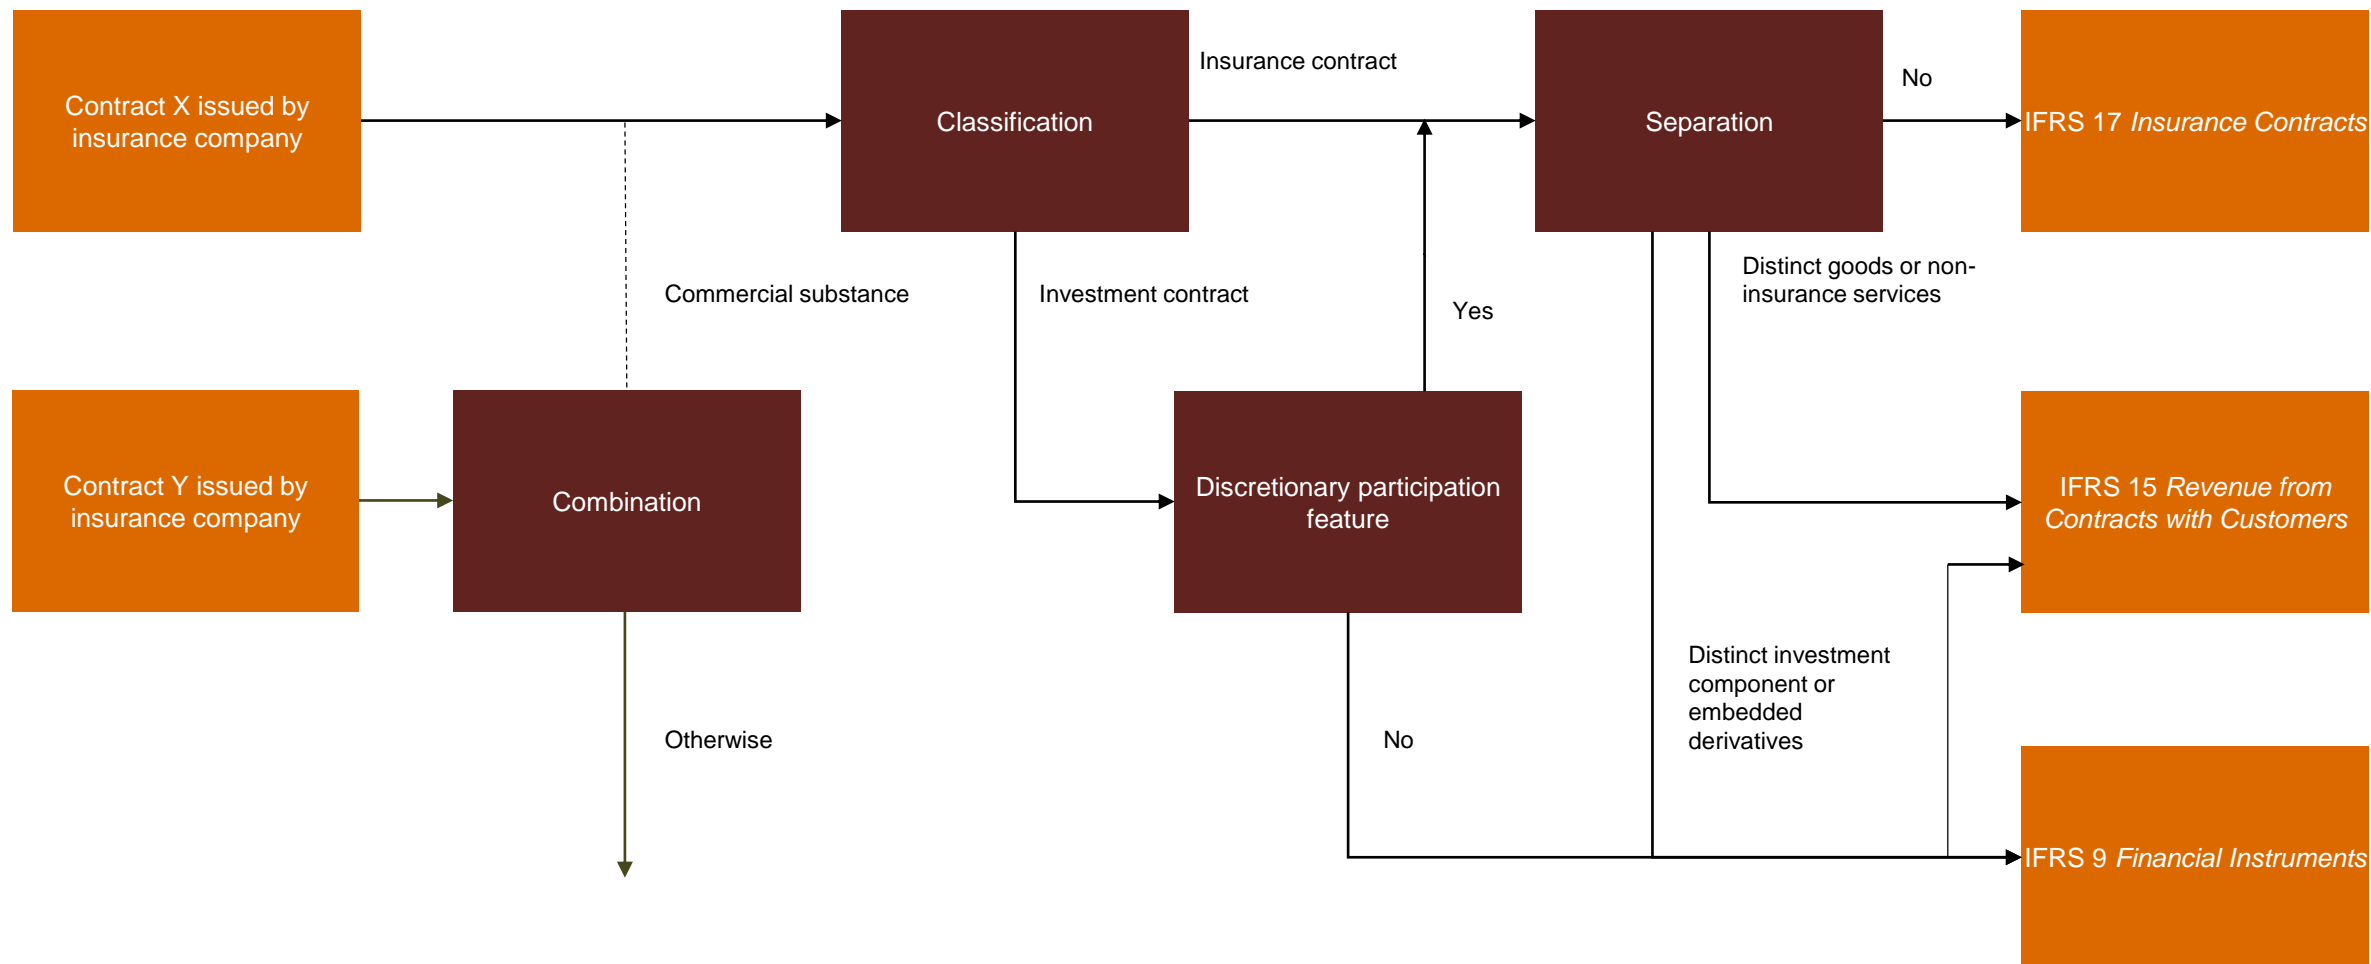 Contract X issued by
insurance company
Classification
Insurance contract
Separation
No
IFRS 17 Insurance Contracts
Commercial substance
Investment contract
Yes
Distinct goods or non-
insurance services
Contract Y issued by
insurance company
Combination
Discretionary participation
feature
IFRS 15 Revenue from
Contracts with Customers
Otherwise
No
Distinct investment
component or
embedded
derivatives
IFRS 9 Financial Instruments